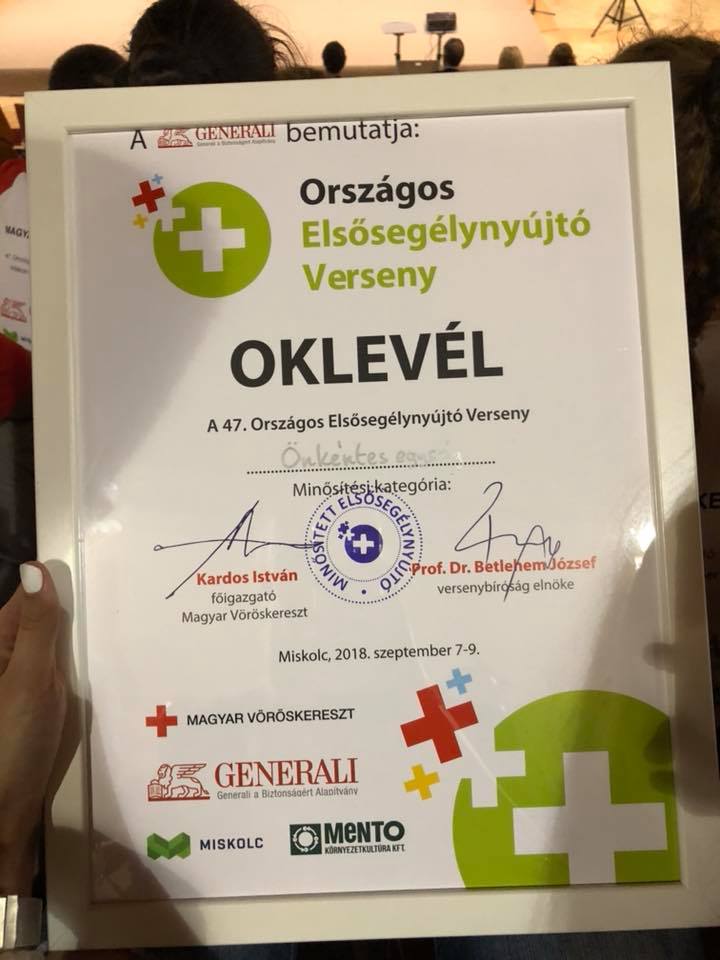 A GENERALI bemutatja:
Generali a Biztonságért Alapítvány
Országos
Elsősegélynyújtó
Verseny
OKLEVÉL
A 47. Országos Elsősegélynyújtó Verseny
Önkéntes
Minősítési kategória:
MINŐSÍTETT ELSŐSEGÉLYNYÚJTÓ
Kardos István
főigazgató
Magyar Vöröskereszt
Prof. Dr. Betlehem József
versenybíróság elnöke
Miskolc, 2018. szeptember 7-9.
MAGYAR VÖRÖSKERESZT
GENERALI
Generali a Biztonságért Alapítvány
MISKOLC
MENTO
KÖRNYEZETKULTÚRA KFT.